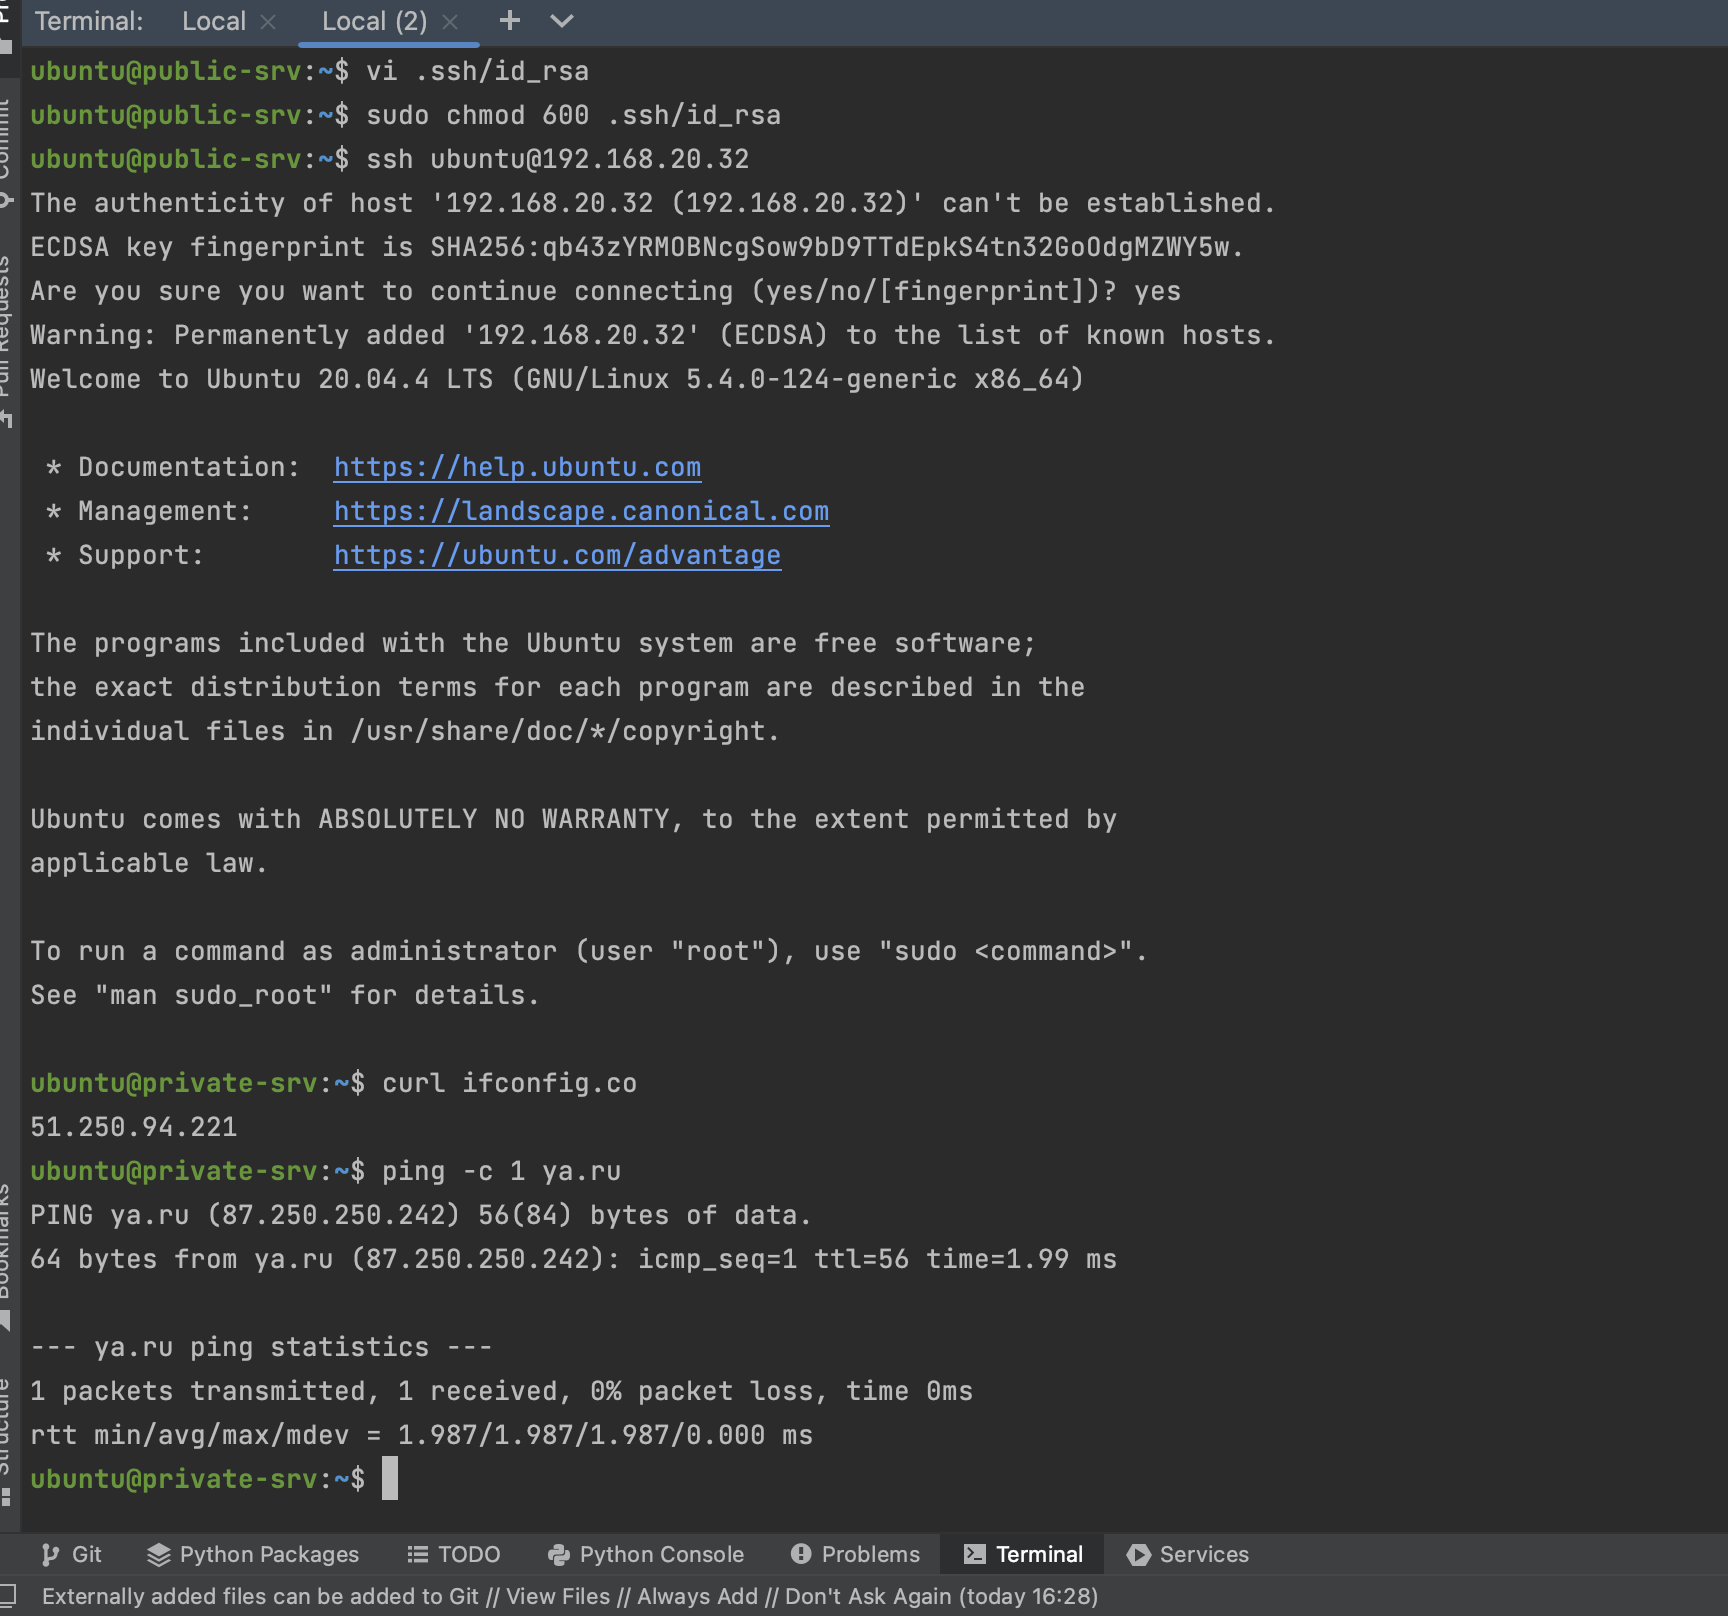 Terminal: Local Local (2)
ubuntu@public-srv:~$ vi .ssh/id_rsa
ubuntu@public-srv:~$ sudo chmod 600 .ssh/id_rsa
ubuntu@public-srv:~$ ssh ubuntu@192.168.20.32
The authenticity of host '192.168.20.32 (192.168.20.32)' can't be established.
ECDSA key fingerprint is SHA256:qb43zYRMOBNcgSow9bD9TTdEpkS4tn32GoOdgMZWY5w.
Are you sure you want to continue connecting (yes/no/[fingerprint])? yes
Warning: Permanently added '192.168.20.32' (ECDSA) to the list of known hosts.
Welcome to Ubuntu 20.04.4 LTS (GNU/Linux 5.4.0-124-generic x86_64)
* Documentation: https://help.ubuntu.com
* Management: https://landscape.canonical.com
* Support: https://ubuntu.com/advantage
The programs included with the Ubuntu system are free software;
the exact distribution terms for each program are described in the
individual files in /usr/share/doc/*/copyright.
Ubuntu comes with ABSOLUTELY NO WARRANTY, to the extent permitted by
applicable law.
To run a command as administrator (user "root"), use "sudo <command>".
See "man sudo_root" for details.
ubuntu@private-srv:~$ curl ifconfig.co
51.250.94.221
ubuntu@private-srv:~$ ping -c 1 ya.ru
PING ya.ru (87.250.250.242) 56(84) bytes of data.
64 bytes from ya.ru (87.250.250.242): icmp_seq=1 ttl=56 time=1.99 ms
--- ya.ru ping statistics ---
1 packets transmitted, 1 received, 0% packet loss, time 0ms
rtt min/avg/max/mdev = 1.987/1.987/1.987/0.000 ms
ubuntu@private-srv:~$
Commit
Pull Requests
Bookmarks
Structure
Git Python Packages TODO Python Console Problems Terminal Services
Externally added files can be added to Git // View Files // Always Add // Don't Ask Again (today 16:28)